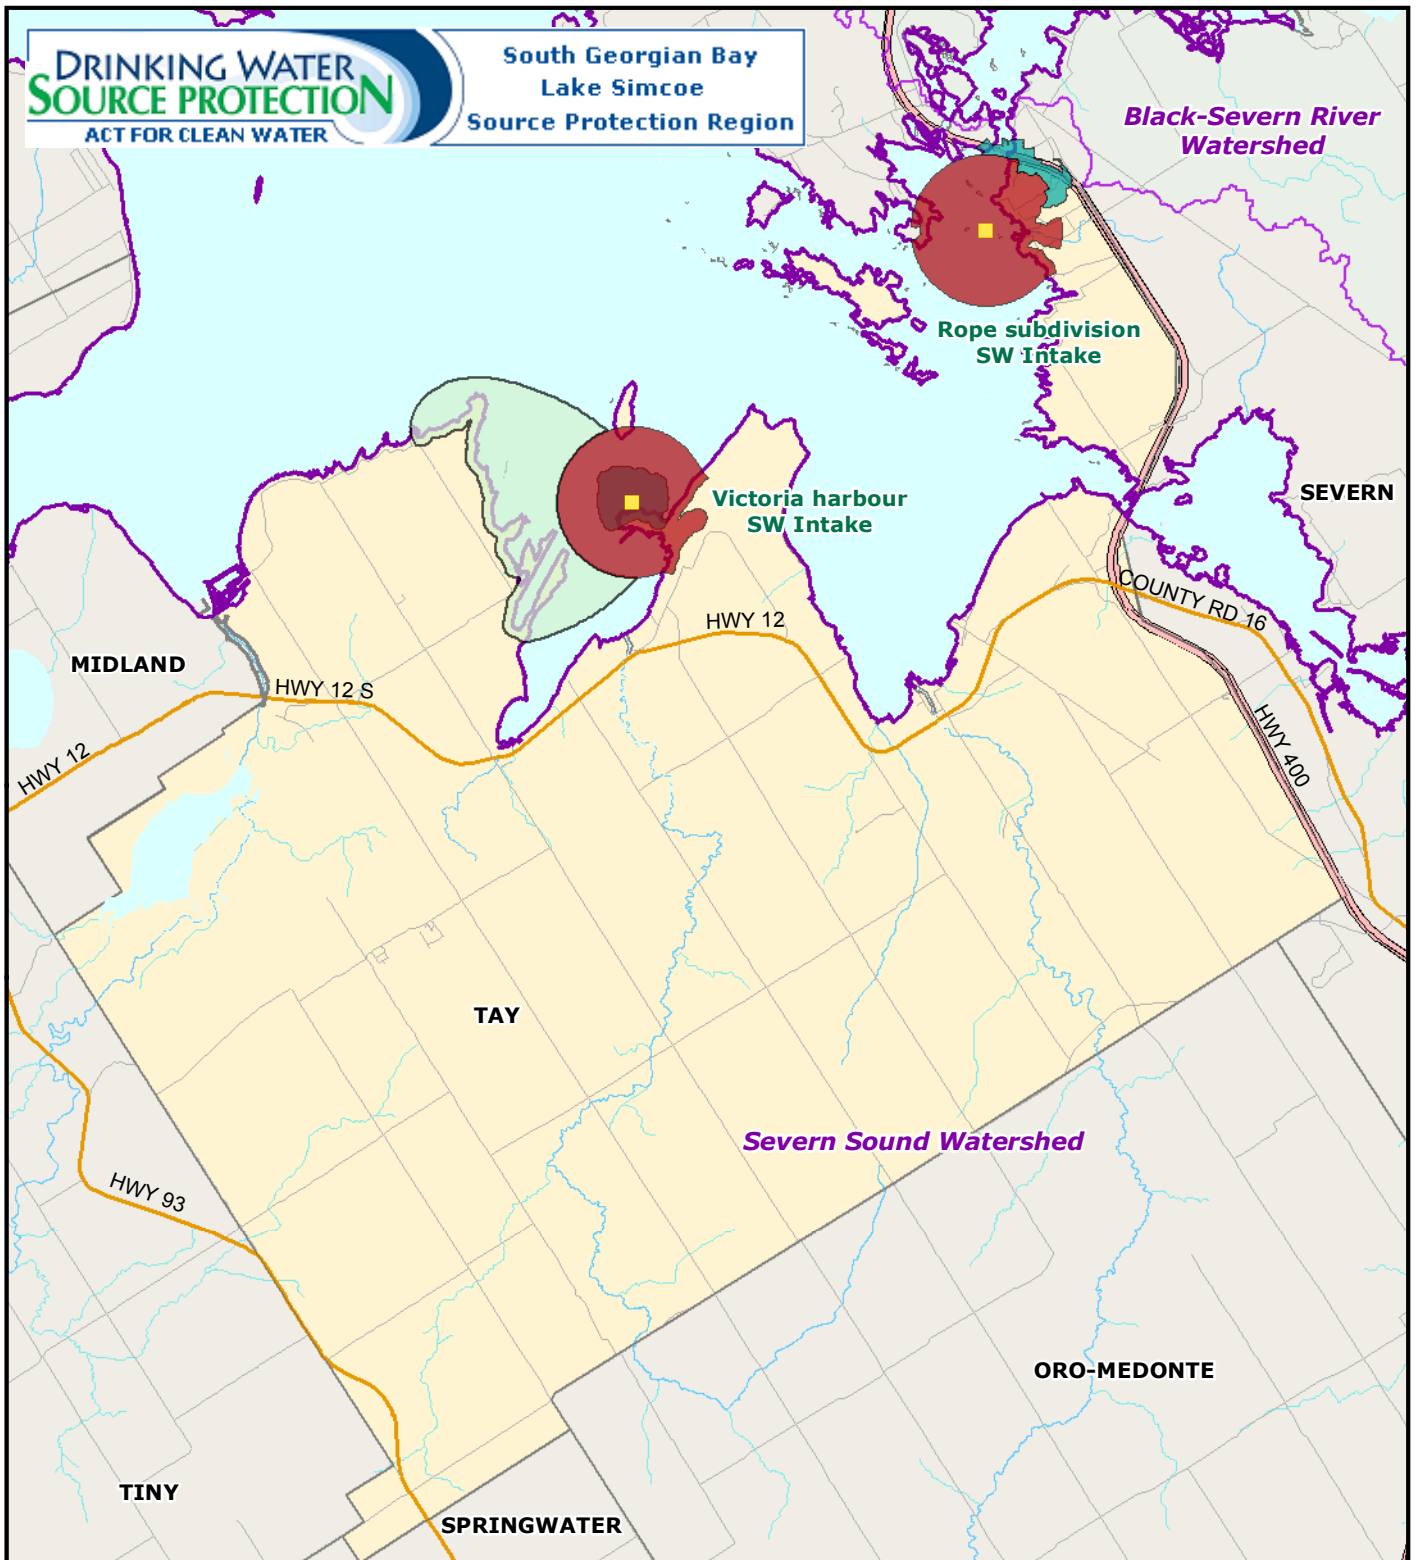 DRINKING WATER
SOURCE PROTECTION
ACT FOR CLEAN WATER
South Georgian Bay
Lake Simcoe
Source Protection Region
Black-Severn River
Watershed
Rope subdivision
SW Intake
Victoria harbour
SW Intake
SEVERN
COUNTY RD 16
HWY 12
MIDLAND
HWY 12 S
HWY 12
HWY 400
TAY
Severn Sound Watershed
HWY 93
ORO-MEDONTE
TINY
SPRINGWATER